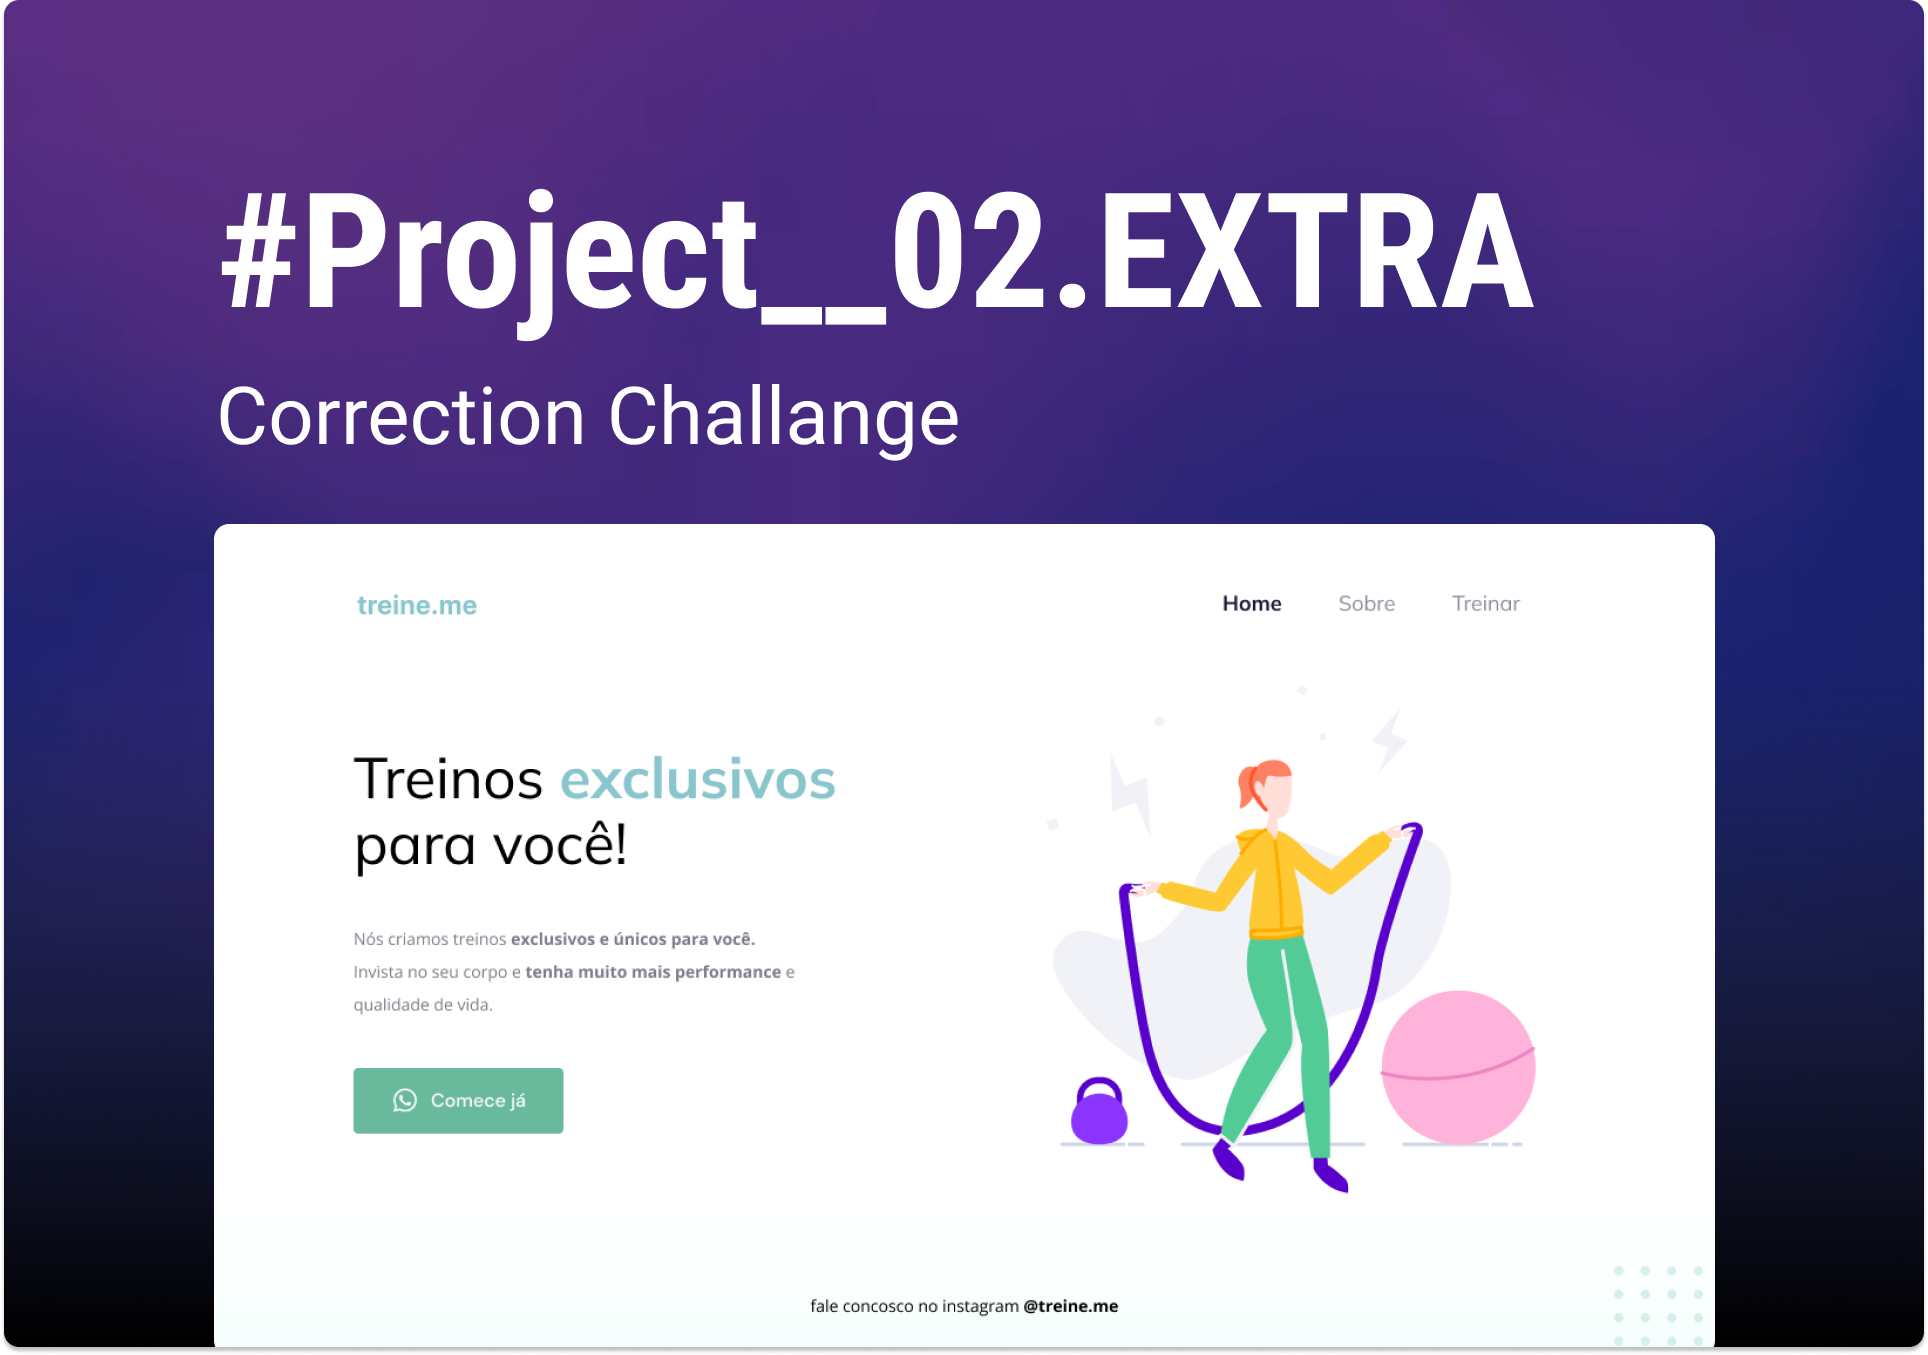 #Project__02.EXTRA
Correction Challange
treine.me
Home
Sobre
Treinar
Treinos exclusivos
para você!
Nós criamos treinos exclusivos e únicos para você.
Invista no seu corpo e tenha muito mais performance e
qualidade de vida.
Comece já
fale concosco no instagram @treine.me